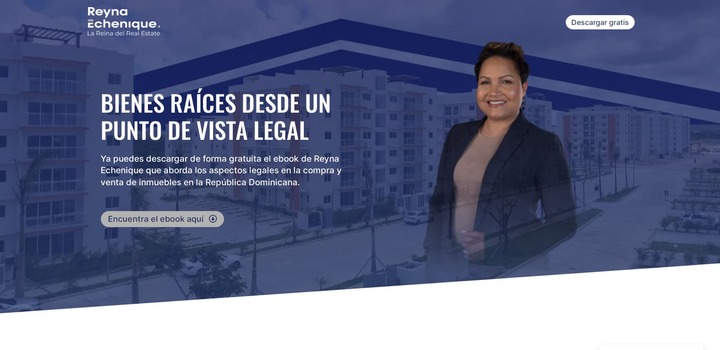 Reyna
Echenique.
La Reina del Real Estate
Descargar gratis
BIENES RAÍCES DESDE UN
PUNTO DE VISTA LEGAL
Ya puedes descargar de forma gratuita el ebook de Reyna
Echenique que aborda los aspectos legales en la compra y
venta de inmuebles en la República Dominicana.
Encuentra el ebook aquí